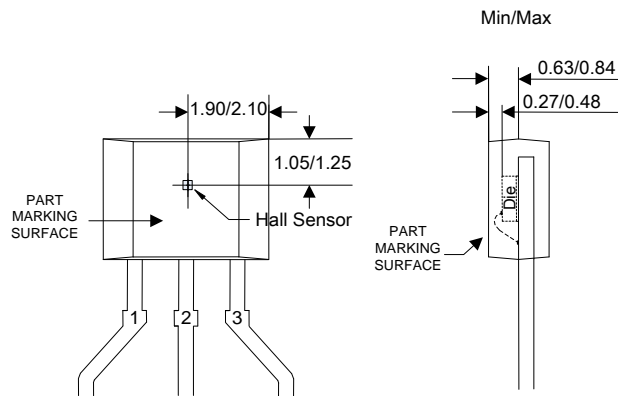 Min/Max
0.63/0.84
0.27/0.48
1.90/2.10
1.05/1.25
PART
MARKING
SURFACE
Hall Sensor
Die
PART
MARKING
SURFACE
1
2
3